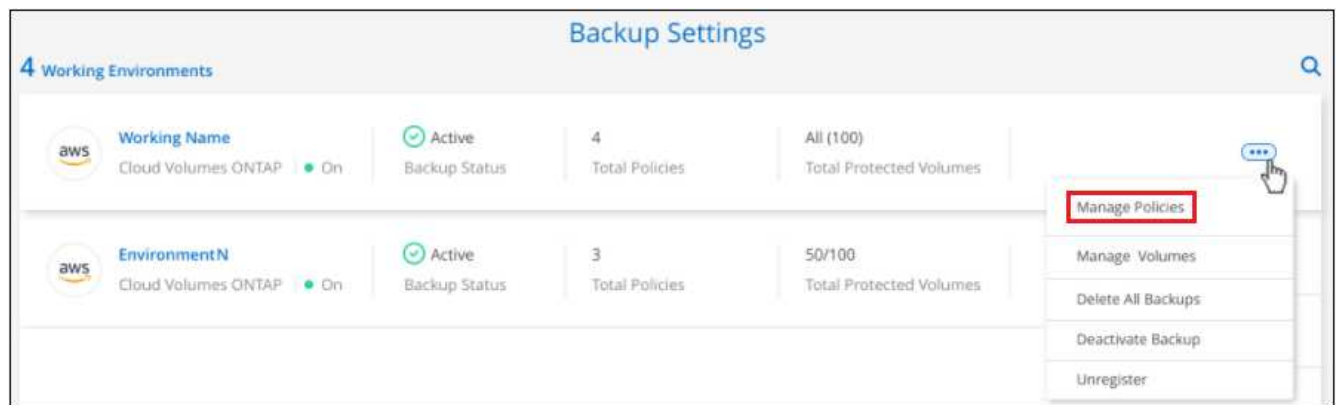 Backup Settings
4 Working Environments
aws
Working Name
Cloud Volumes ONTAP
On
Active
Backup Status
4
Total Policies
All (100)
Total Protected Volumes
Manage Policies
Manage Volumes
Delete All Backups
Deactivate Backup
Unregister
aws
EnvironmentN
Cloud Volumes ONTAP
On
Active
Backup Status
3
Total Policies
50/100
Total Protected Volumes